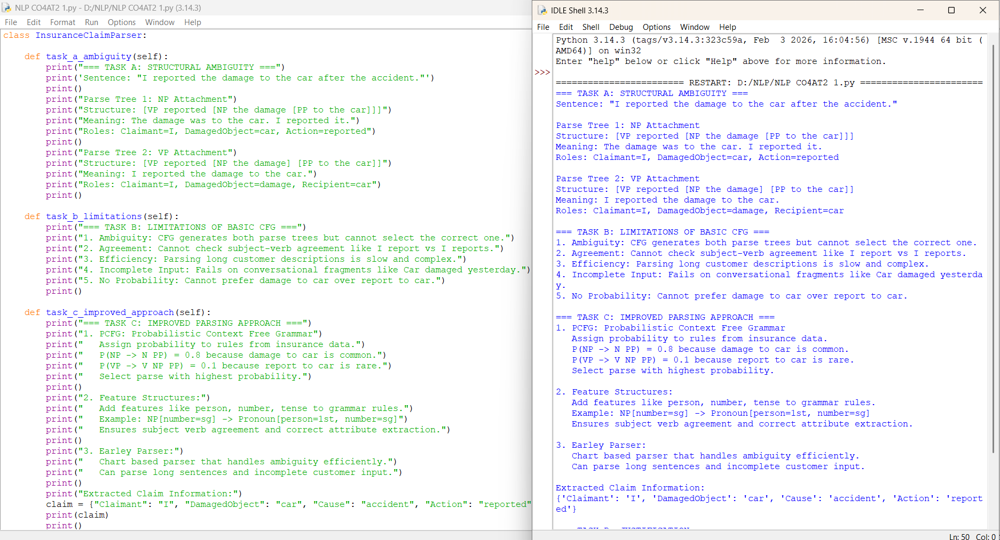 NLP CO4AT2 1.py - D:/NLP/NLP CO4AT2 1.py (3.14.3)
File Edit Format Run Options Window Help
class InsuranceClaimParser:
    def task_a_ambiguity(self):
        print("=== TASK A: STRUCTURAL AMBIGUITY ===")
        print('Sentence: "I reported the damage to the car after the accident."')
        print()
        print("Parse Tree 1: NP Attachment")
        print("Structure: [VP reported [NP the damage [PP to the car]]]")
        print("Meaning: The damage was to the car. I reported it.")
        print("Roles: Claimant=I, DamagedObject=car, Action=reported")
        print()
        print("Parse Tree 2: VP Attachment")
        print("Structure: [VP reported [NP the damage] [PP to the car]]")
        print("Meaning: I reported the damage to the car.")
        print("Roles: Claimant=I, DamagedObject=damage, Recipient=car")
        print()
    def task_b_limitations(self):
        print("=== TASK B: LIMITATIONS OF BASIC CFG ===")
        print("1. Ambiguity: CFG generates both parse trees but cannot select the correct one.")
        print("2. Agreement: Cannot check subject-verb agreement like I report vs I reports.")
        print("3. Efficiency: Parsing long customer descriptions is slow and complex.")
        print("4. Incomplete Input: Fails on conversational fragments like Car damaged yesterday.")
        print("5. No Probability: Cannot prefer damage to car over report to car.")
        print()
    def task_c_improved_approach(self):
        print("=== TASK C: IMPROVED PARSING APPROACH ===")
        print("1. PCFG: Probabilistic Context Free Grammar")
        print("   Assign probability to rules from insurance data.")
        print("   P(NP -> N PP) = 0.8 because damage to car is common.")
        print("   P(VP -> V NP PP) = 0.1 because report to car is rare.")
        print("   Select parse with highest probability.")
        print()
        print("2. Feature Structures:")
        print("   Add features like person, number, tense to grammar rules.")
        print("   Example: NP[number=sg] -> Pronoun[person=1st, number=sg]")
        print("   Ensures subject verb agreement and correct attribute extraction.")
        print()
        print("3. Earley Parser:")
        print("   Chart based parser that handles ambiguity efficiently.")
        print("   Can parse long sentences and incomplete customer input.")
        print()
        print("Extracted Claim Information:")
        claim = {"Claimant": "I", "DamagedObject": "car", "Cause": "accident", "Action": "reported"
        print(claim)
        print()
IDLE Shell 3.14.3
File Edit Shell Debug Options Window Help
Python 3.14.3 (tags/v3.14.3:323c59a, Feb  3 2026, 16:04:56) [MSC v.1944 64 bit (
AMD64)] on win32
Enter "help" below or click "Help" above for more information.
>>>
======================== RESTART: D:/NLP/NLP CO4AT2 1.py =======================
=== TASK A: STRUCTURAL AMBIGUITY ===
Sentence: "I reported the damage to the car after the accident."
Parse Tree 1: NP Attachment
Structure: [VP reported [NP the damage [PP to the car]]]
Meaning: The damage was to the car. I reported it.
Roles: Claimant=I, DamagedObject=car, Action=reported
Parse Tree 2: VP Attachment
Structure: [VP reported [NP the damage] [PP to the car]]
Meaning: I reported the damage to the car.
Roles: Claimant=I, DamagedObject=damage, Recipient=car
=== TASK B: LIMITATIONS OF BASIC CFG ===
1. Ambiguity: CFG generates both parse trees but cannot select the correct one.
2. Agreement: Cannot check subject-verb agreement like I report vs I reports.
3. Efficiency: Parsing long customer descriptions is slow and complex.
4. Incomplete Input: Fails on conversational fragments like Car damaged yesterda
y.
5. No Probability: Cannot prefer damage to car over report to car.
=== TASK C: IMPROVED PARSING APPROACH ===
1. PCFG: Probabilistic Context Free Grammar
   Assign probability to rules from insurance data.
   P(NP -> N PP) = 0.8 because damage to car is common.
   P(VP -> V NP PP) = 0.1 because report to car is rare.
   Select parse with highest probability.
2. Feature Structures:
   Add features like person, number, tense to grammar rules.
   Example: NP[number=sg] -> Pronoun[person=1st, number=sg]
   Ensures subject verb agreement and correct attribute extraction.
3. Earley Parser:
   Chart based parser that handles ambiguity efficiently.
   Can parse long sentences and incomplete customer input.
Extracted Claim Information:
{'Claimant': 'I', 'DamagedObject': 'car', 'Cause': 'accident', 'Action': 'report
ed'}
Ln: 50 Col: 0